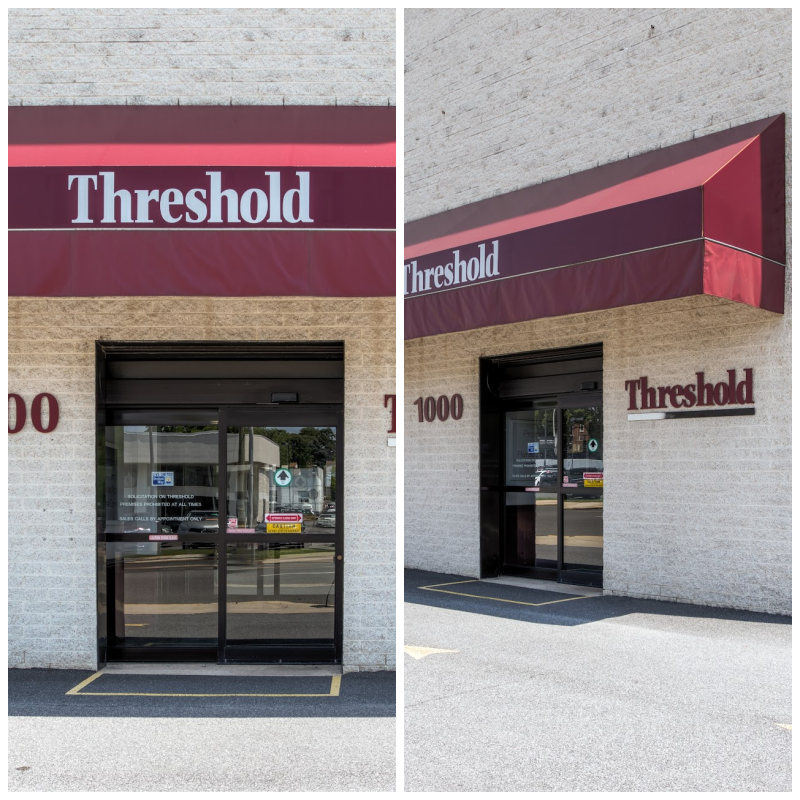 Threshold
00
T
SOLICITATION ON THRESHOLD
PREMISES PROHIBITED AT ALL TIMES
SALES CALLS BY APPOINTMENT ONLY
Threshold
1000
Threshold